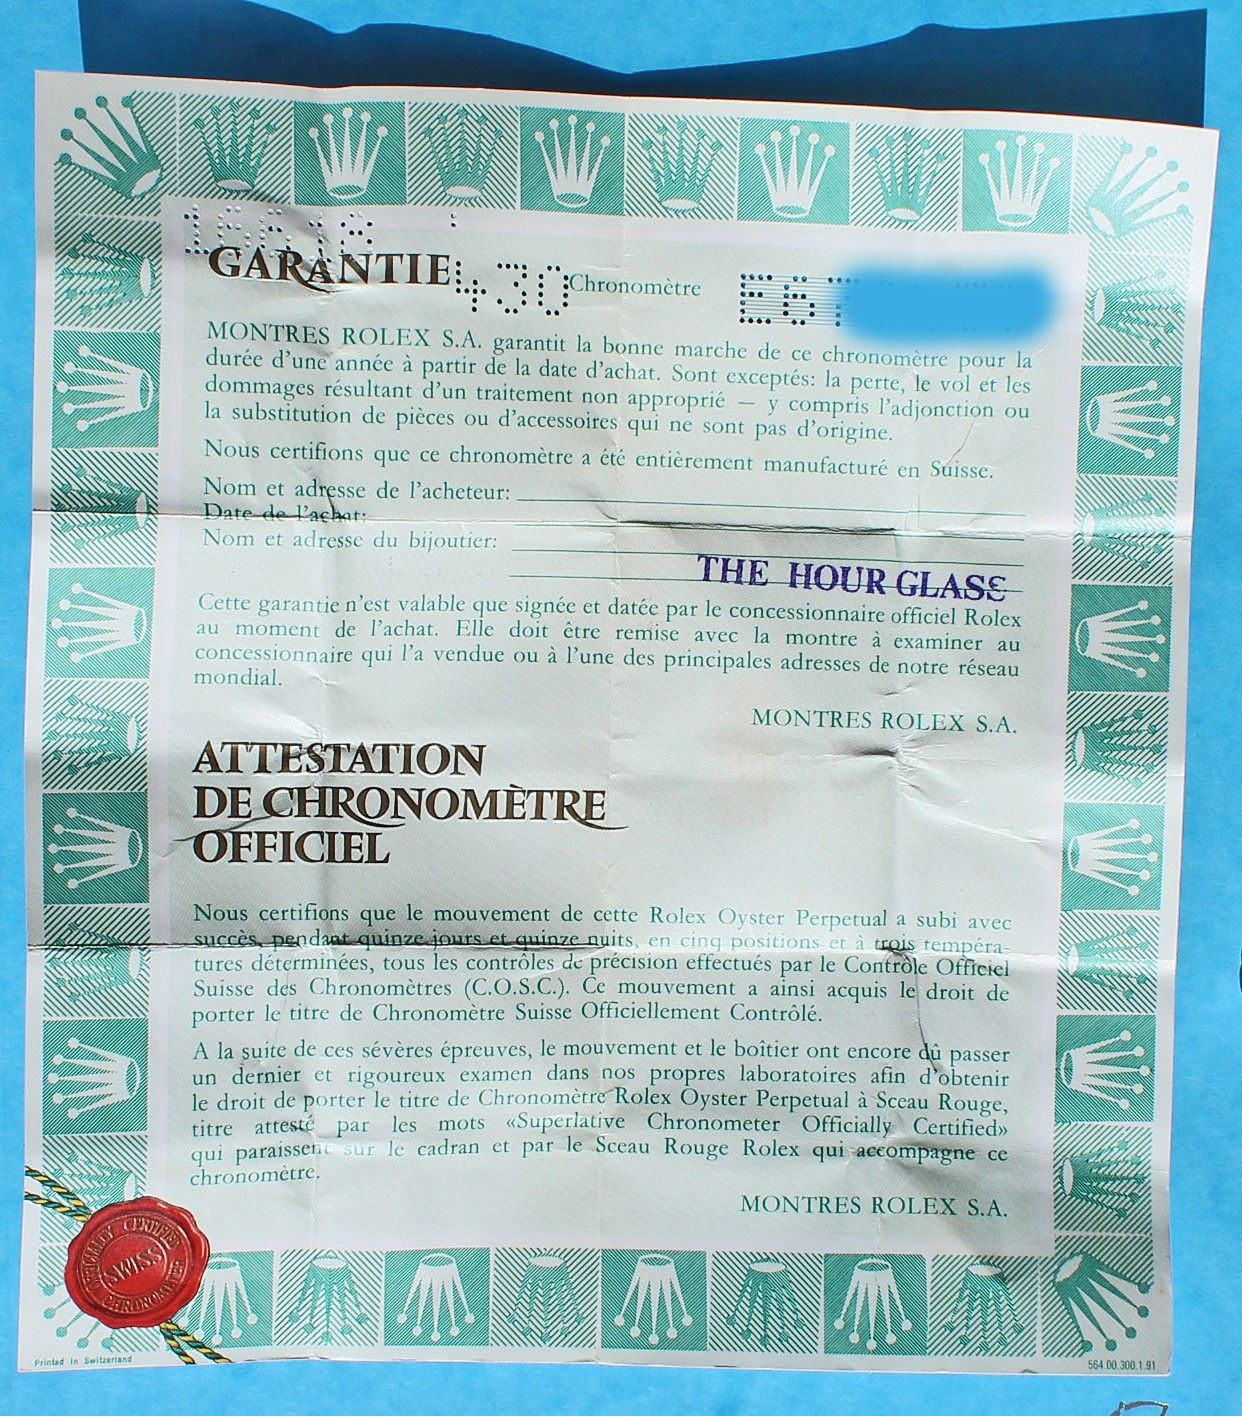 16618
GARANTIE 430 Chronomètre E67
MONTRES ROLEX S.A. garantit la bonne marche de ce chronomètre pour la
durée d'une année à partir de la date d'achat. Sont exceptés: la perte, le vol et les
dommages résultant d'un traitement non approprié — y compris l'adjonction ou
la substitution de pièces ou d'accessoires qui ne sont pas d'origine.
Nous certifions que ce chronomètre a été entièrement manufacturé en Suisse.
Nom et adresse de l'acheteur:
Date de l'achat:
Nom et adresse du bijoutier:
THE HOUR GLASS
Cette garantie n'est valable que signée et datée par le concessionnaire officiel Rolex
au moment de l'achat. Elle doit être remise avec la montre à examiner au
concessionnaire qui l'a vendue ou à l'une des principales adresses de notre réseau
mondial.
MONTRES ROLEX S.A.
ATTESTATION
DE CHRONOMÈTRE
OFFICIEL
Nous certifions que le mouvement de cette Rolex Oyster Perpetual a subi avec
succès, pendant quinze jours et quinze nuits, en cinq positions et à trois tempéra-
tures déterminées, tous les contrôles de précision effectués par le Contrôle Officiel
Suisse des Chronomètres (C.O.S.C.). Ce mouvement a ainsi acquis le droit de
porter le titre de Chronomètre Suisse Officiellement Contrôlé.
A la suite de ces sévères épreuves, le mouvement et le boîtier ont encore dû passer
un dernier et rigoureux examen dans nos propres laboratoires afin d'obtenir
le droit de porter le titre de Chronomètre Rolex Oyster Perpetual à Sceau Rouge,
titre attesté par les mots «Superlative Chronometer Officially Certified»
qui paraissent sur le cadran et par le Sceau Rouge Rolex qui accompagne ce
chronomètre.
MONTRES ROLEX S.A.
OFFICIALLY CERTIFIED
SWISS
CHRONOMETER
Printed in Switzerland
564.00.300.1.91